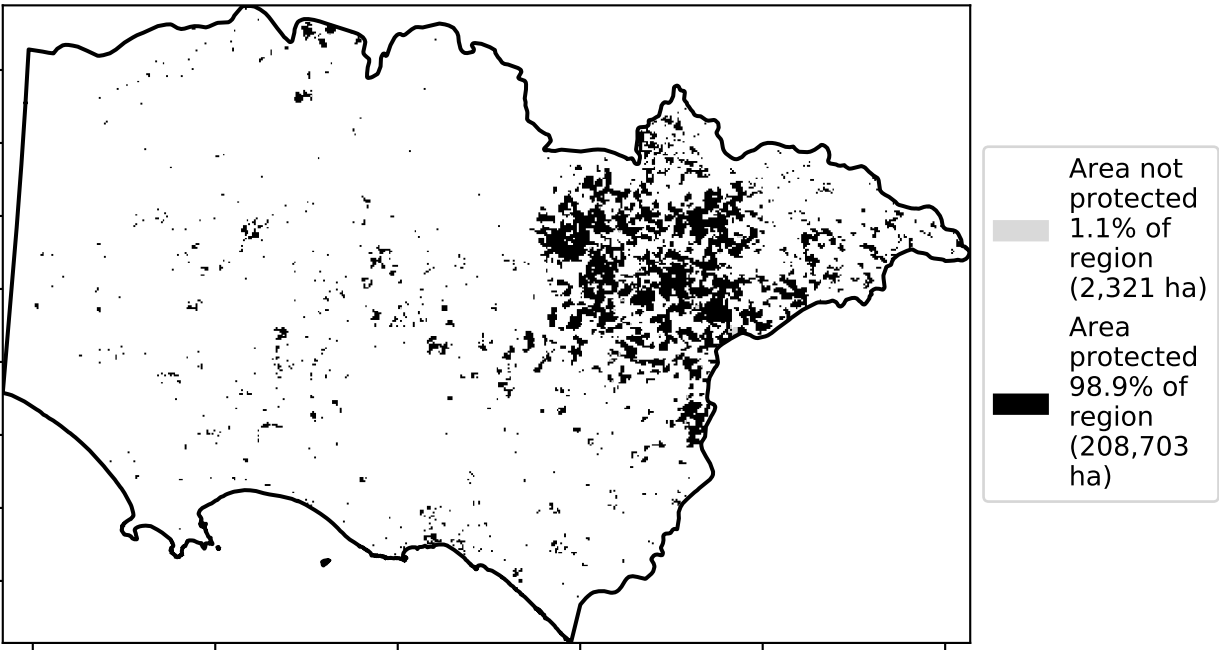 Area not
protected
1.1% of
region
(2,321 ha)
Area
protected
98.9% of
region
(208,703
ha)